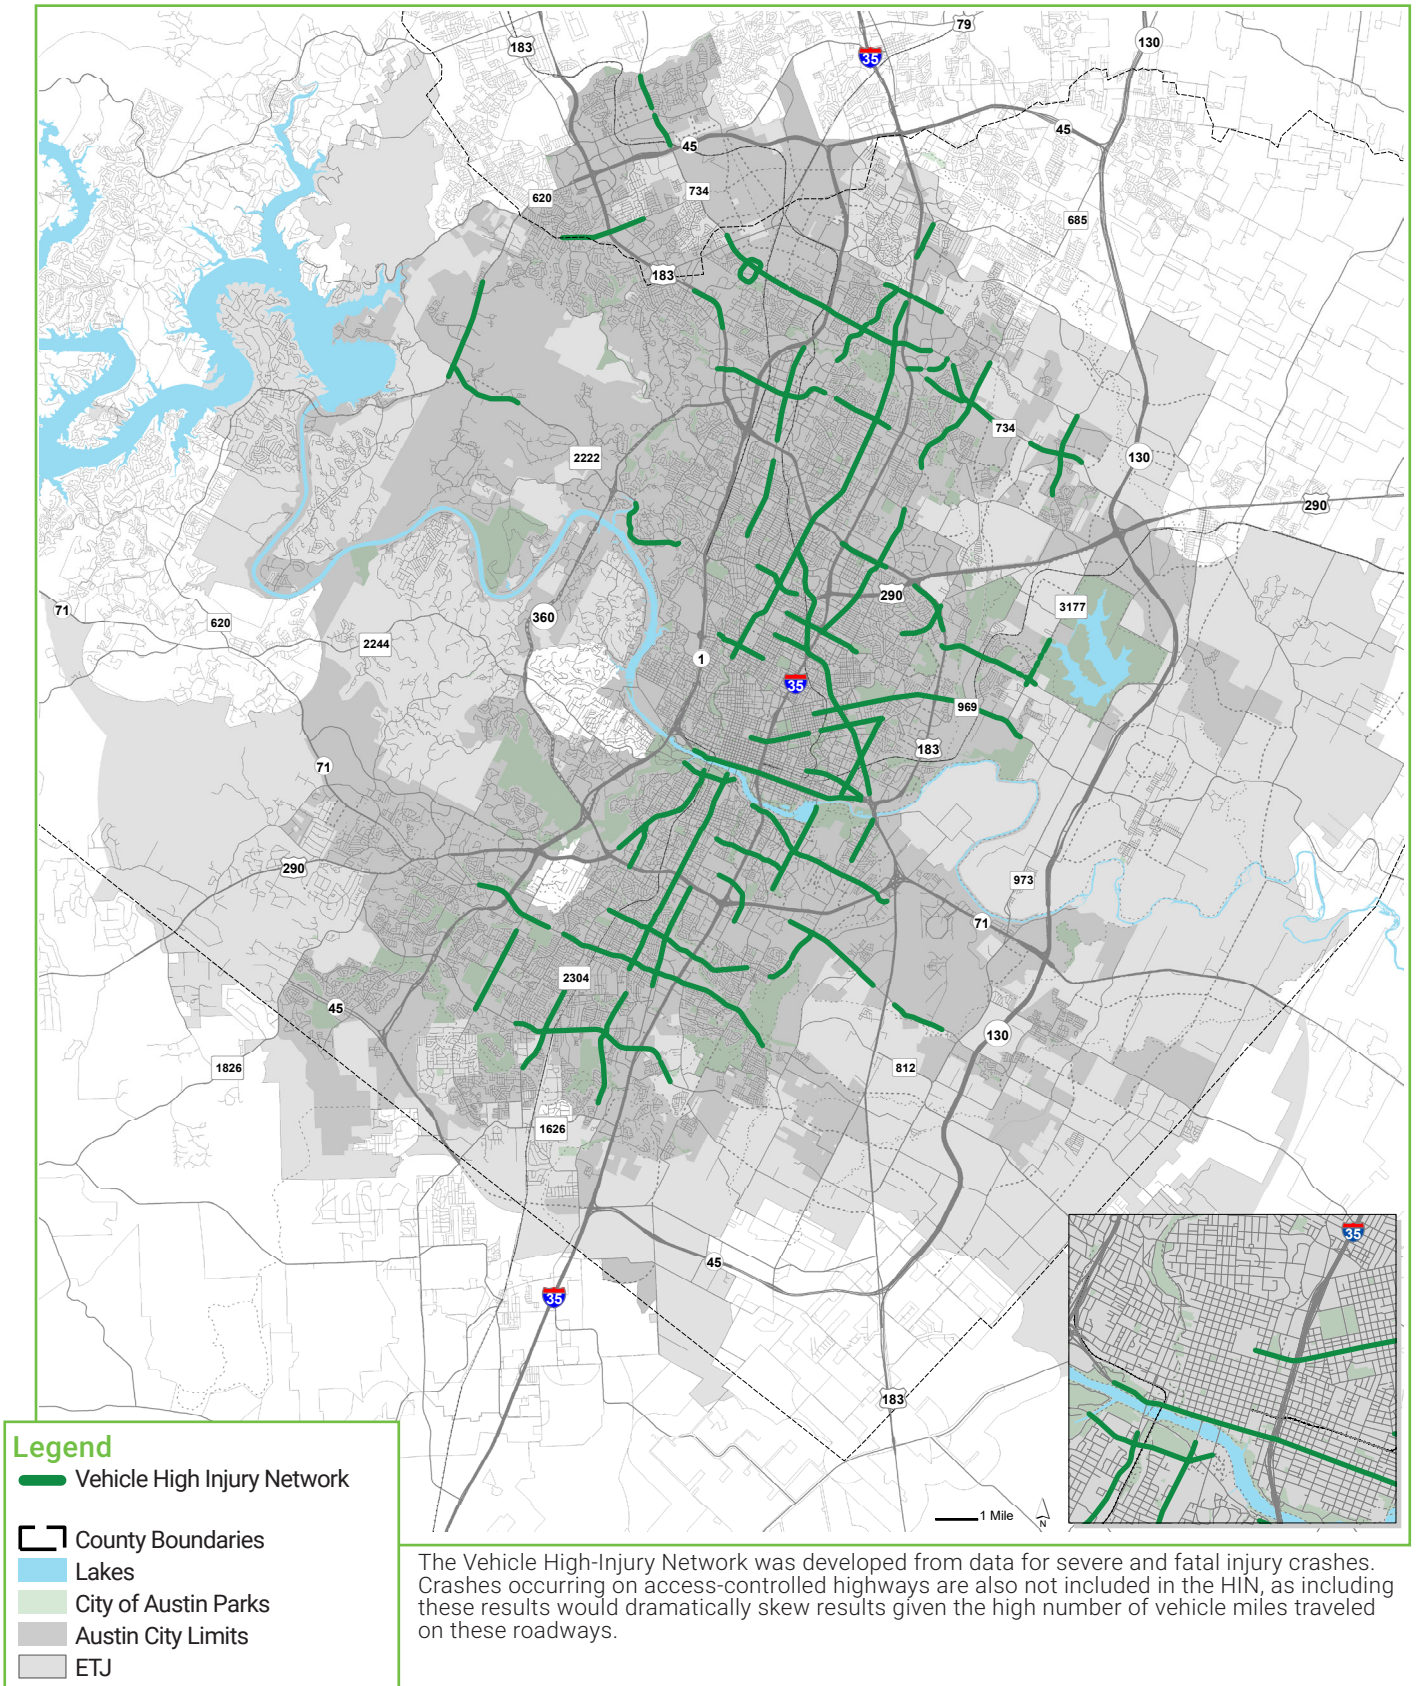 79
183
35
130
45
45
734
620
685
183
734
2222
130
290
3177
290
71
620
360
2244
1
35
969
183
71
290
973
71
2304
45
130
1826
812
1626
35
45
35
183
1 Mile
N
Legend
Vehicle High Injury Network
County Boundaries
Lakes
City of Austin Parks
Austin City Limits
ETJ
The Vehicle High-Injury Network was developed from data for severe and fatal injury crashes.
Crashes occurring on access-controlled highways are also not included in the HIN, as including
these results would dramatically skew results given the high number of vehicle miles traveled
on these roadways.